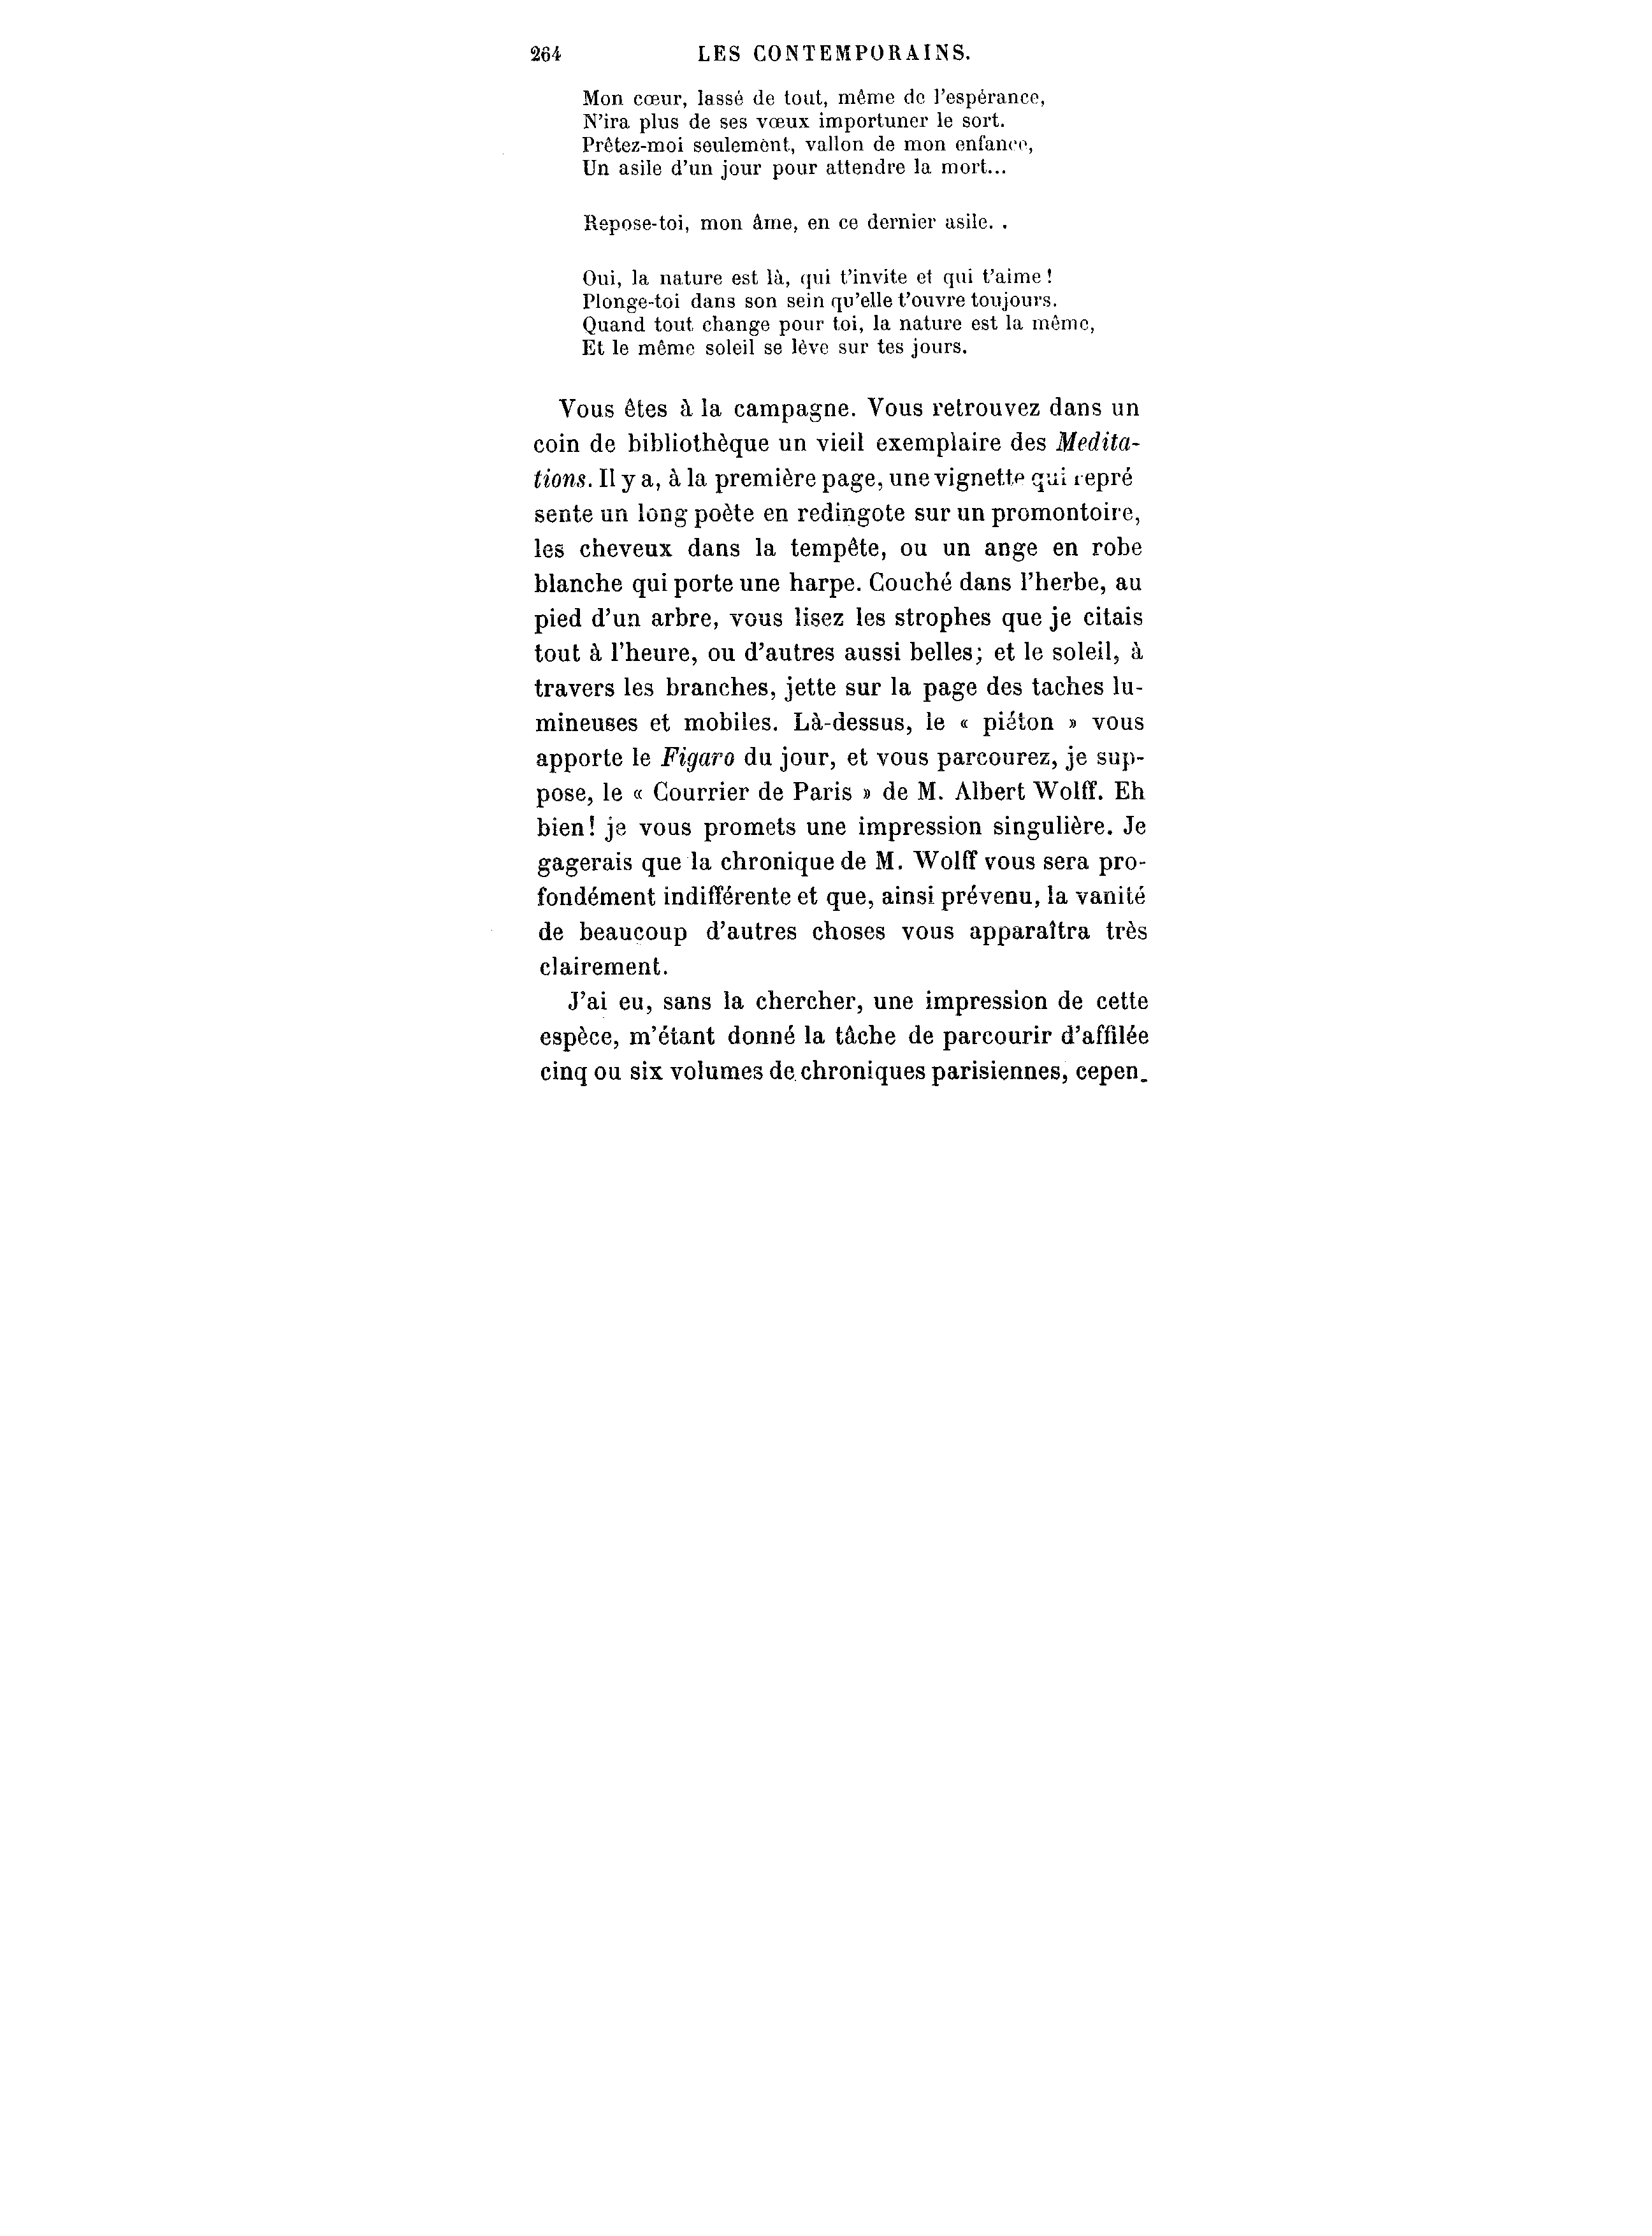 264 LES CONTEMPORAINS.
Mon cœur, lassé de tout, même de l'espérance,
N'ira plus de ses vœux importuner le sort.
Prêtez-moi seulement, vallon de mon enfance,
Un asile d'un jour pour attendre la mort...
Repose-toi, mon âme, en ce dernier asile. .
Oui, la nature est là, qui t'invite et qui t'aime !
Plonge-toi dans son sein qu'elle t'ouvre toujours.
Quand tout change pour toi, la nature est la même,
Et le même soleil se lève sur tes jours.
Vous êtes à la campagne. Vous retrouvez dans un
coin de bibliothèque un vieil exemplaire des Medita-
tions. Il y a, à la première page, une vignette qui repré
sente un long poète en redingote sur un promontoire,
les cheveux dans la tempête, ou un ange en robe
blanche qui porte une harpe. Couché dans l'herbe, au
pied d'un arbre, vous lisez les strophes que je citais
tout à l'heure, ou d'autres aussi belles; et le soleil, à
travers les branches, jette sur la page des taches lu-
mineuses et mobiles. Là-dessus, le « piéton » vous
apporte le Figaro du jour, et vous parcourez, je sup-
pose, le « Courrier de Paris » de M. Albert Wolff. Eh
bien! je vous promets une impression singulière. Je
gagerais que la chronique de M. Wolff vous sera pro-
fondément indifférente et que, ainsi prévenu, la vanité
de beaucoup d'autres choses vous apparaîtra très
clairement.
J'ai eu, sans la chercher, une impression de cette
espèce, m'étant donné la tâche de parcourir d'affilée
cinq ou six volumes de chroniques parisiennes, cepen-